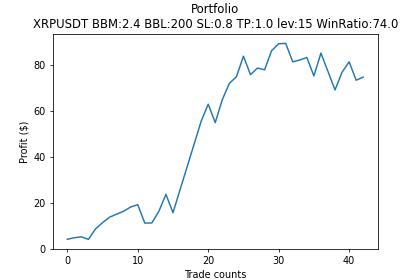 Portfolio
XRPUSDT BBM:2.4 BBL:200 SL:0.8 TP:1.0 lev:15 WinRatio:74.0
80
60
40
20
0
Profit ($)
0 10 20 30 40
Trade counts